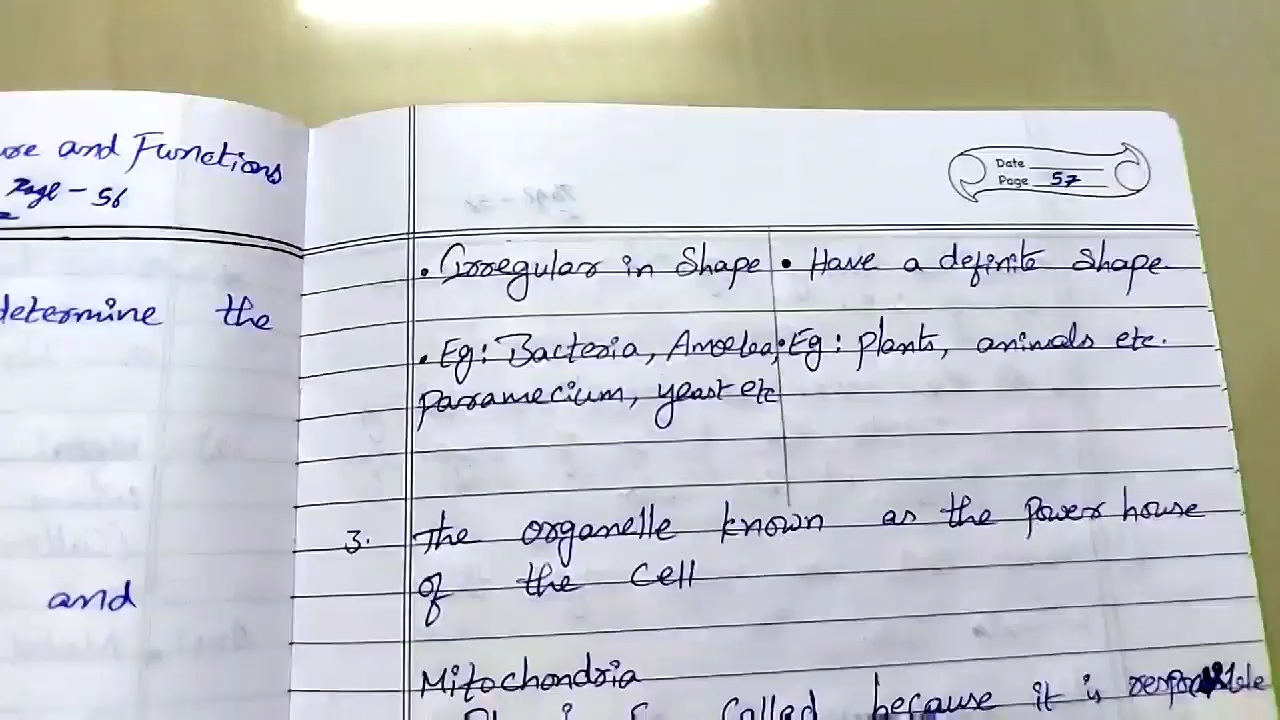 and Functions
Page - 56
determine the
and
Date
Page 57
• Irregular in Shape • Have a definite shape
• Eg: Bacteria, Amoeba, • Eg: plants, animals etc.
paramecium, yeast etc
3. The organelle known as the power house
of the cell
Mitochondria
called because it is responsible